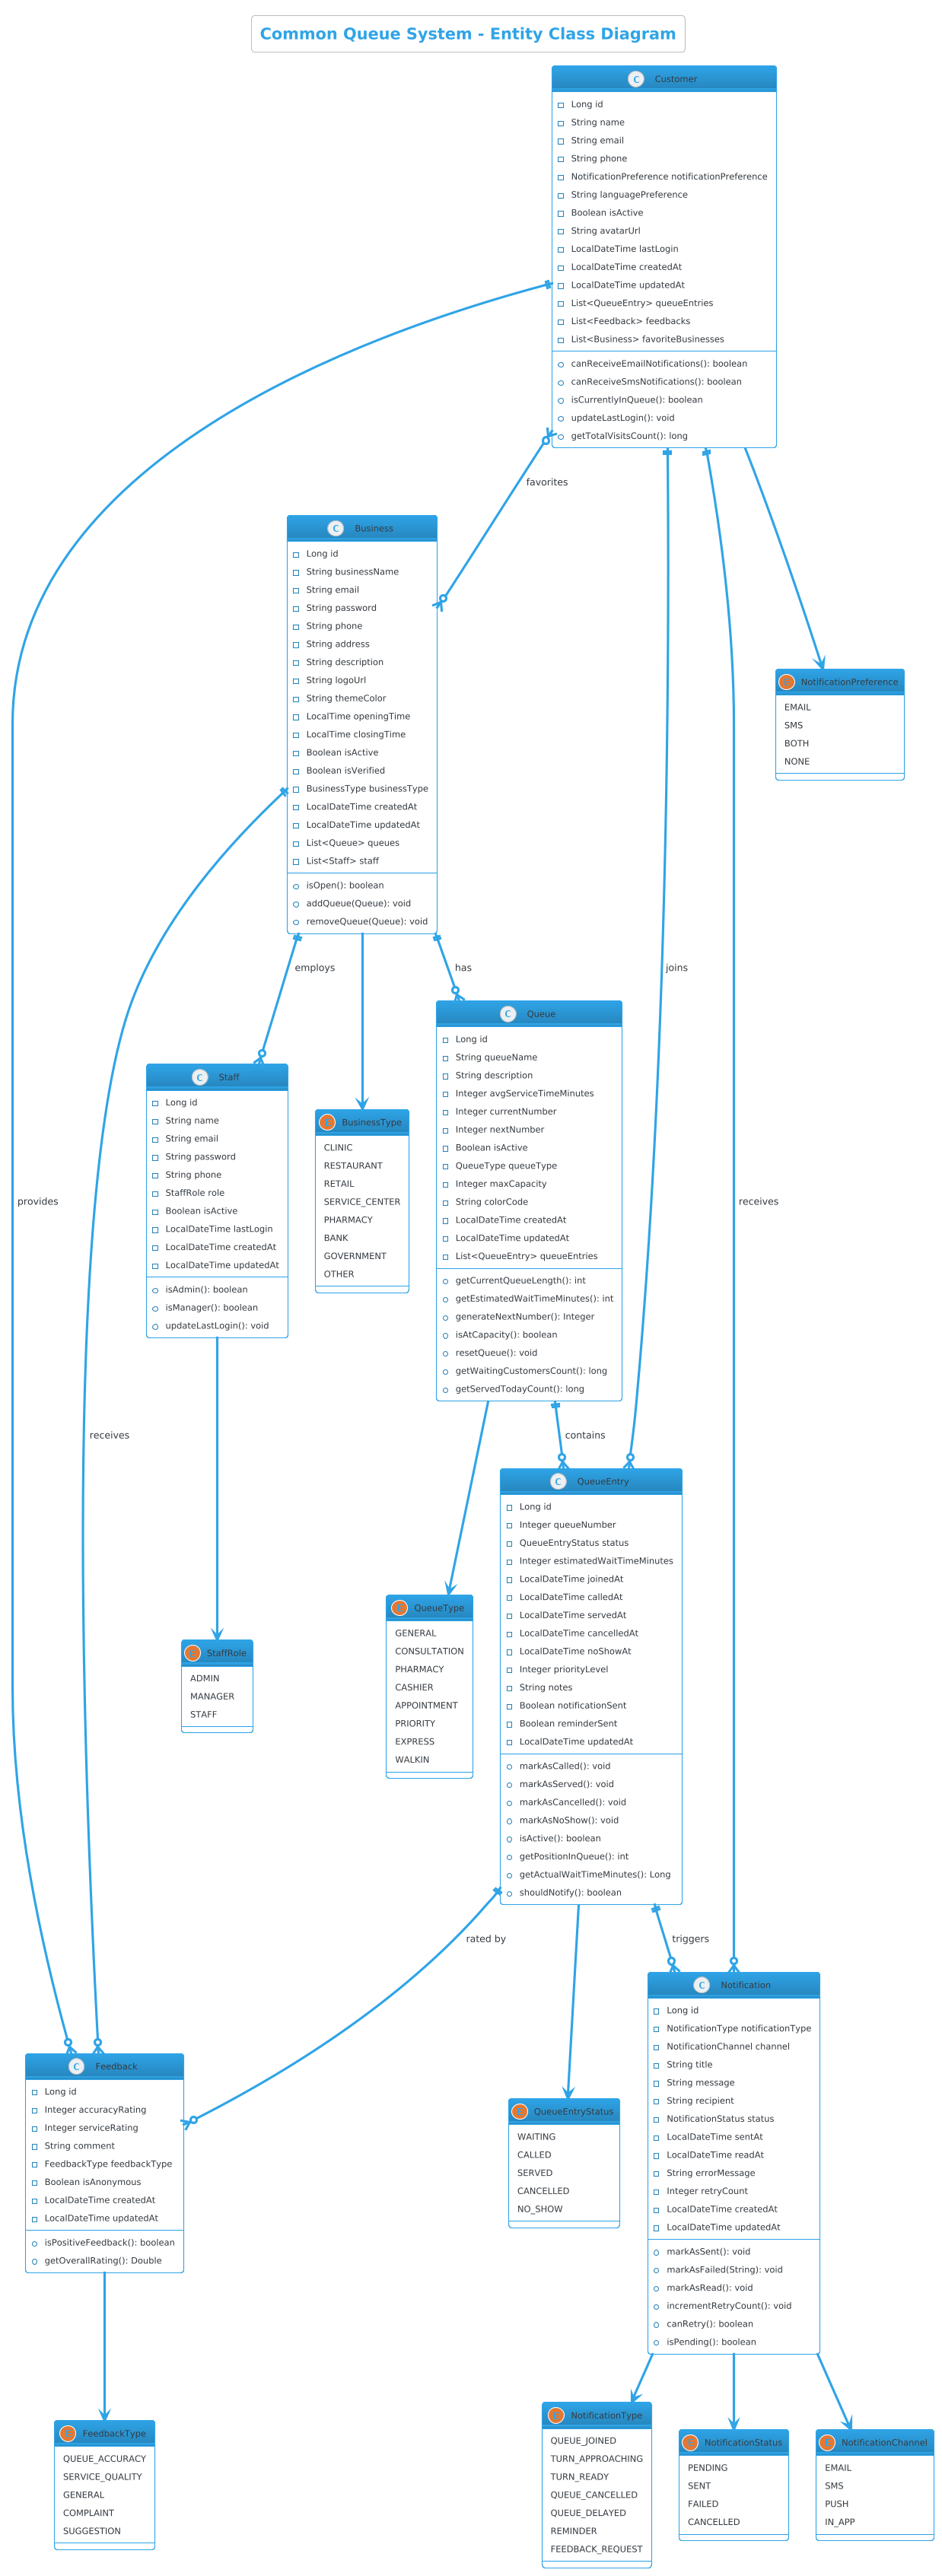 Common Queue System - Entity Class Diagram
C Customer
Long id
String name
String email
String phone
NotificationPreference notificationPreference
String languagePreference
Boolean isActive
String avatarUrl
LocalDateTime lastLogin
LocalDateTime createdAt
LocalDateTime updatedAt
List<QueueEntry> queueEntries
List<Feedback> feedbacks
List<Business> favoriteBusinesses
canReceiveEmailNotifications(): boolean
canReceiveSmsNotifications(): boolean
isCurrentlyInQueue(): boolean
updateLastLogin(): void
getTotalVisitsCount(): long
favorites
C Business
Long id
String businessName
String email
String password
String phone
String address
String description
String logoUrl
String themeColor
LocalTime openingTime
LocalTime closingTime
Boolean isActive
Boolean isVerified
BusinessType businessType
LocalDateTime createdAt
LocalDateTime updatedAt
List<Queue> queues
List<Staff> staff
isOpen(): boolean
addQueue(Queue): void
removeQueue(Queue): void
NotificationPreference
EMAIL
SMS
BOTH
NONE
employs
has
joins
C Staff
Long id
String name
String email
String password
String phone
StaffRole role
Boolean isActive
LocalDateTime lastLogin
LocalDateTime createdAt
LocalDateTime updatedAt
isAdmin(): boolean
isManager(): boolean
updateLastLogin(): void
BusinessType
CLINIC
RESTAURANT
RETAIL
SERVICE_CENTER
PHARMACY
BANK
GOVERNMENT
OTHER
C Queue
Long id
String queueName
String description
Integer avgServiceTimeMinutes
Integer currentNumber
Integer nextNumber
Boolean isActive
QueueType queueType
Integer maxCapacity
String colorCode
LocalDateTime createdAt
LocalDateTime updatedAt
List<QueueEntry> queueEntries
getCurrentQueueLength(): int
getEstimatedWaitTimeMinutes(): int
generateNextNumber(): Integer
isAtCapacity(): boolean
resetQueue(): void
getWaitingCustomersCount(): long
getServedTodayCount(): long
provides
receives
receives
contains
C QueueEntry
Long id
Integer queueNumber
QueueEntryStatus status
Integer estimatedWaitTimeMinutes
LocalDateTime joinedAt
LocalDateTime calledAt
LocalDateTime servedAt
LocalDateTime cancelledAt
LocalDateTime noShowAt
Integer priorityLevel
String notes
Boolean notificationSent
Boolean reminderSent
LocalDateTime updatedAt
markAsCalled(): void
markAsServed(): void
markAsCancelled(): void
markAsNoShow(): void
isActive(): boolean
getPositionInQueue(): int
getActualWaitTimeMinutes(): Long
shouldNotify(): boolean
QueueType
GENERAL
CONSULTATION
PHARMACY
CASHIER
APPOINTMENT
PRIORITY
EXPRESS
WALKIN
StaffRole
ADMIN
MANAGER
STAFF
rated by
triggers
C Notification
Long id
NotificationType notificationType
NotificationChannel channel
String title
String message
String recipient
NotificationStatus status
LocalDateTime sentAt
LocalDateTime readAt
String errorMessage
Integer retryCount
LocalDateTime createdAt
LocalDateTime updatedAt
markAsSent(): void
markAsFailed(String): void
markAsRead(): void
incrementRetryCount(): void
canRetry(): boolean
isPending(): boolean
C Feedback
Long id
Integer accuracyRating
Integer serviceRating
String comment
FeedbackType feedbackType
Boolean isAnonymous
LocalDateTime createdAt
LocalDateTime updatedAt
isPositiveFeedback(): boolean
getOverallRating(): Double
QueueEntryStatus
WAITING
CALLED
SERVED
CANCELLED
NO_SHOW
FeedbackType
QUEUE_ACCURACY
SERVICE_QUALITY
GENERAL
COMPLAINT
SUGGESTION
NotificationType
QUEUE_JOINED
TURN_APPROACHING
TURN_READY
QUEUE_CANCELLED
QUEUE_DELAYED
REMINDER
FEEDBACK_REQUEST
NotificationStatus
PENDING
SENT
FAILED
CANCELLED
NotificationChannel
EMAIL
SMS
PUSH
IN_APP